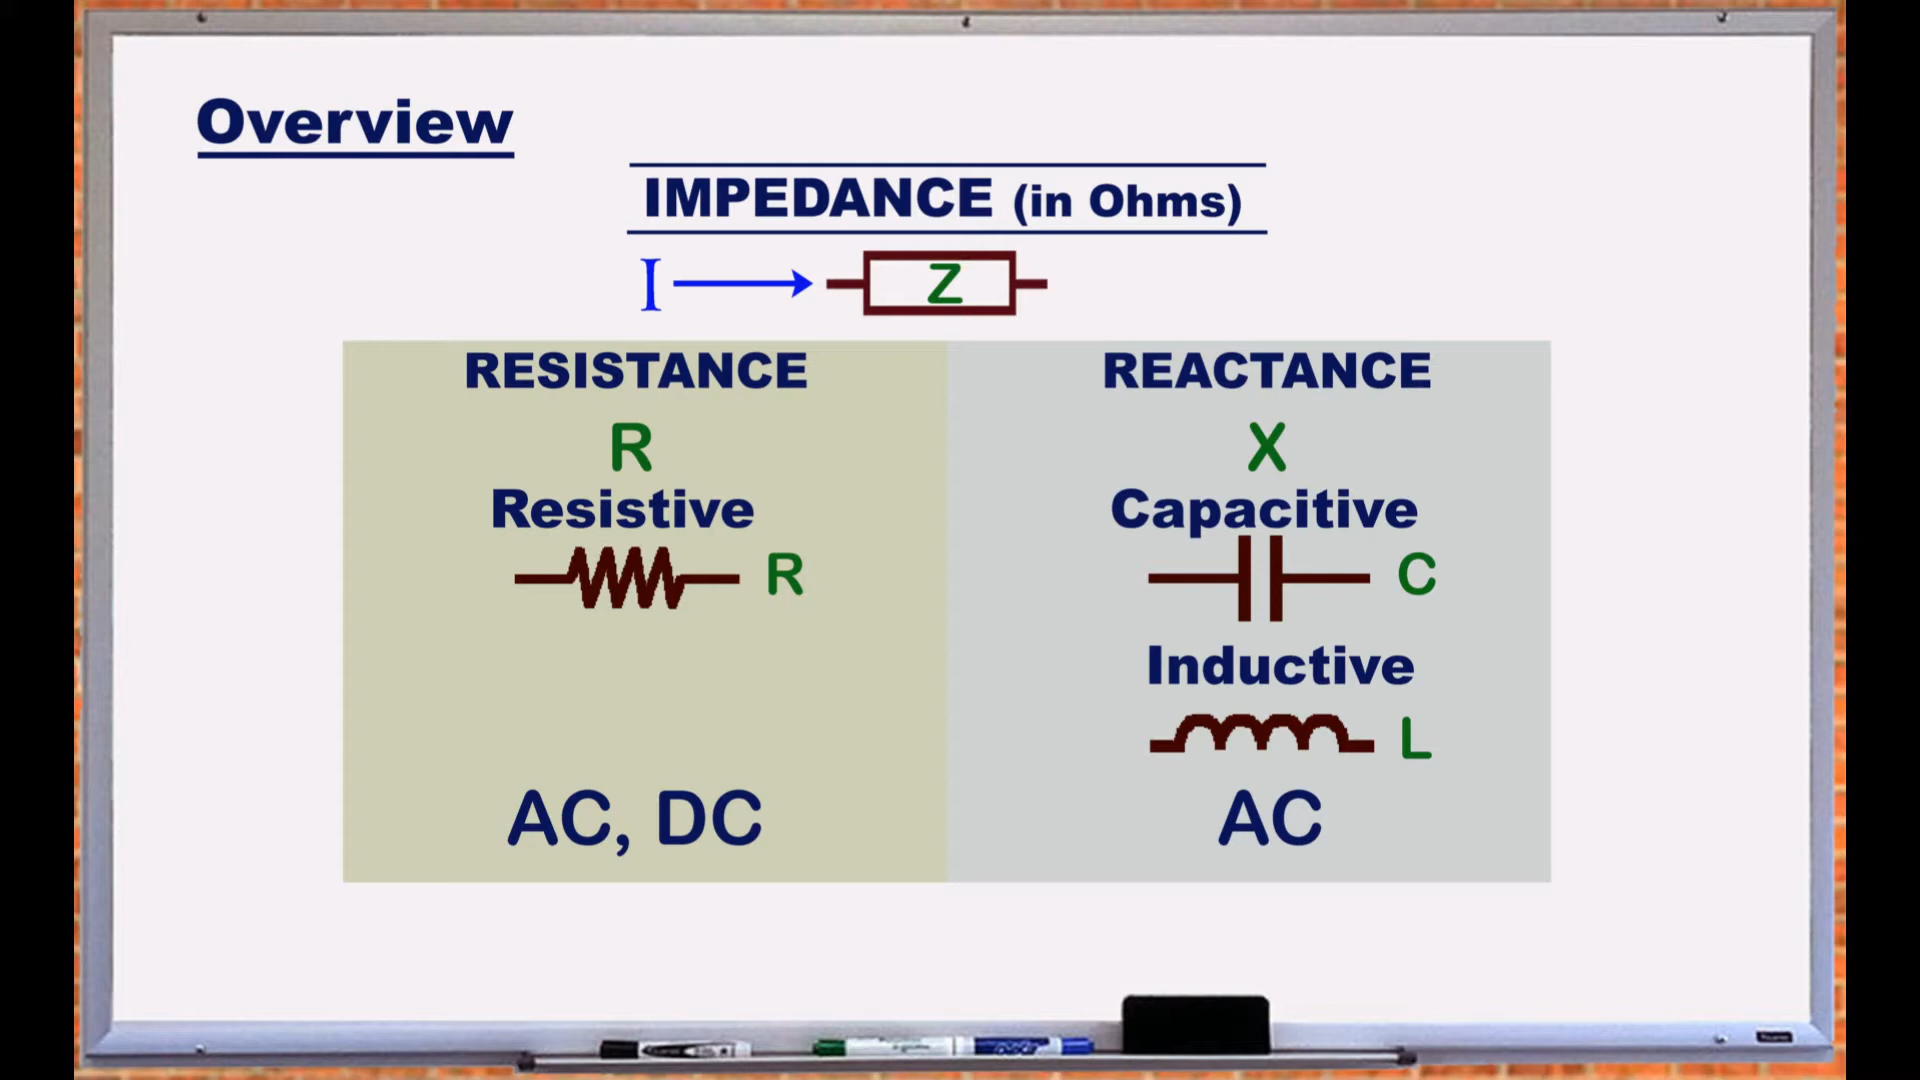 Overview
IMPEDANCE (in Ohms)
I Z
RESISTANCE
R
Resistive
R
AC, DC
REACTANCE
X
Capacitive
C
Inductive
L
AC